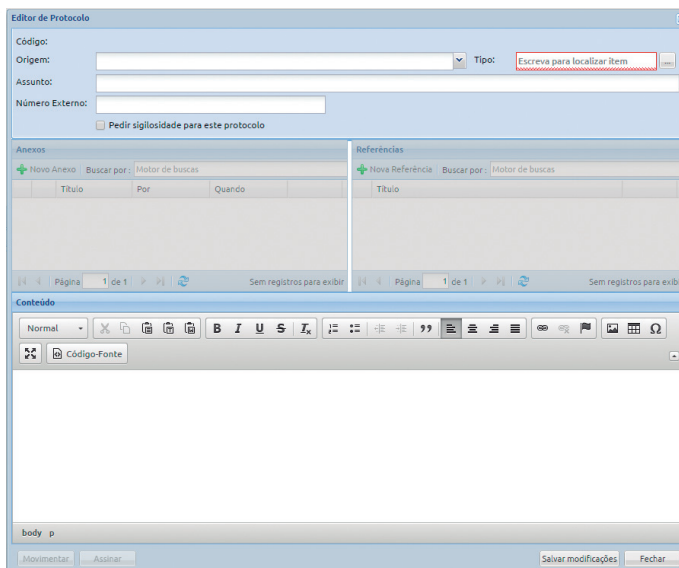 Editor de Protocolo
Código:
Origem: Tipo: Escreva para localizar item ...
Assunto:
Número Externo:
Pedir sigilosidade para este protocolo
Anexos
Novo Anexo Buscar por: Motor de buscas
Título Por Quando
Página 1 de 1 Sem registros para exibir
Referências
Nova Referência Buscar por: Motor de buscas
Título
Página 1 de 1 Sem registros para exibi
Conteúdo
Normal B I U S Ix Ω
Código-Fonte
body p
Movimentar Assinar Salvar modificações Fechar